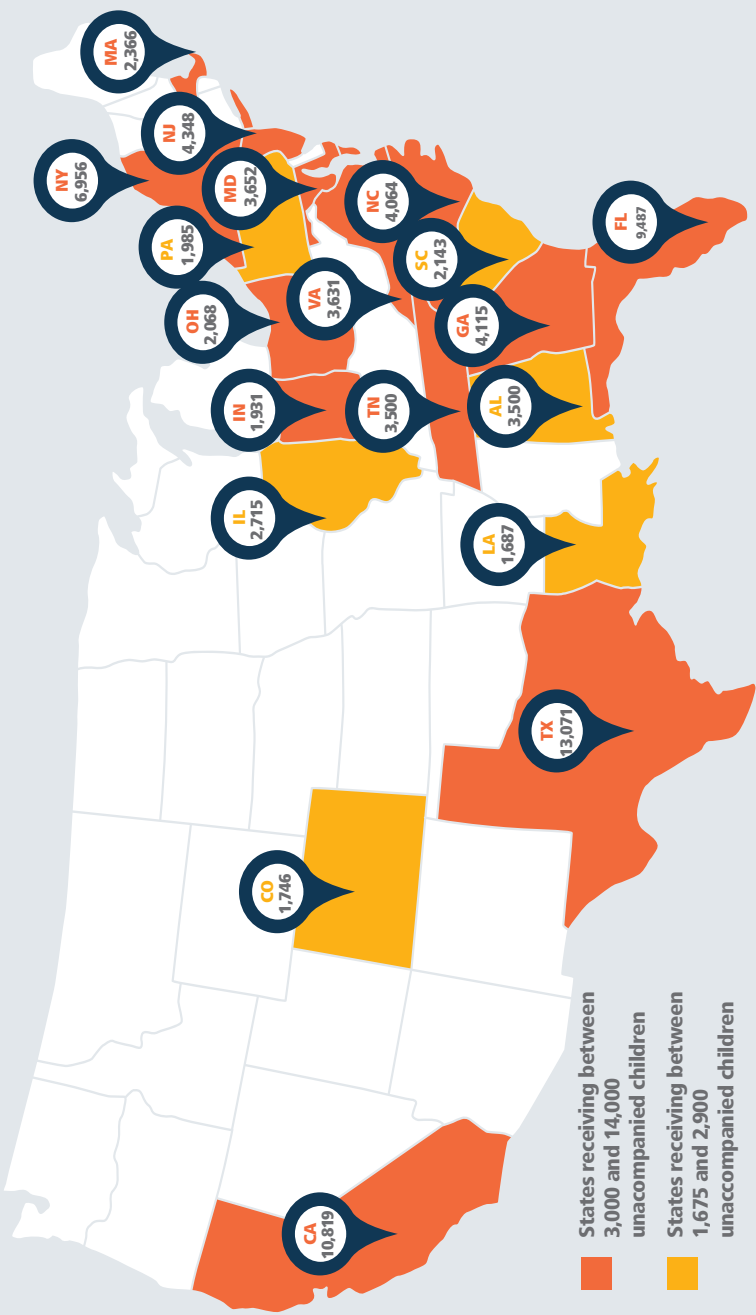 MA
2,366
NY
6,956
NJ
4,348
PA
1,985
MD
3,652
OH
2,068
VA
3,631
NC
4,064
SC
2,143
IN
1,931
TN
3,500
GA
4,115
FL
9,487
IL
2,715
AL
3,500
LA
1,687
TX
13,071
CO
1,746
CA
10,819
States receiving between
3,000 and 14,000
unacompanied children
States receiving between
1,675 and 2,900
unaccompanied children